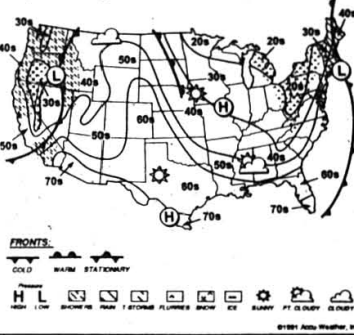 30s 40s
20s 30s
40s 50s 20s
L 40s 30s L
30s 60s 40s H 20s
50s 50s 50s 40s
70s 60s 60s
H 70s 70s
FRONTS:
COLD WARM STATIONARY
Pressure
H L
HIGH LOW SHOWERS RAIN T-STORMS FLURRIES SNOW ICE SUNNY PT. CLOUDY CLOUDY
©1991 Accu Weather, I